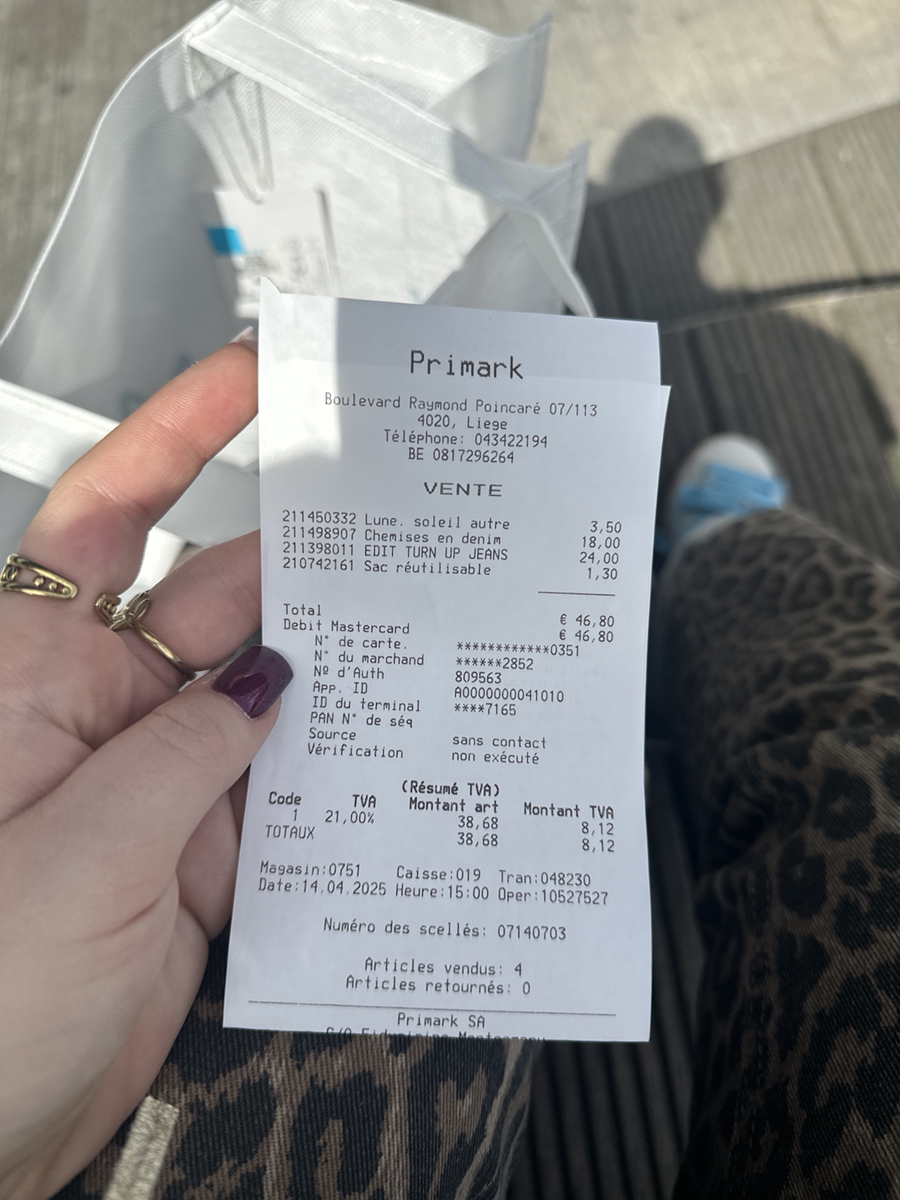 Primark
Boulevard Raymond Poincaré 07/113
4020, Liege
Téléphone: 043422194
BE 0817296264
VENTE
211450332 Lune. soleil autre 3,50
211498907 Chemises en denim 18,00
211398011 EDIT TURN UP JEANS 24,00
210742161 Sac réutilisable 1,30
Total € 46,80
Debit Mastercard € 46,80
N° de carte. ************0351
N° du marchand ******2852
Nº d'Auth 809563
App. ID A0000000041010
ID du terminal ****7165
PAN N° de séq
Source sans contact
Vérification non exécuté
(Résumé TVA)
Code TVA Montant art Montant TVA
1 21,00% 38,68 8,12
TOTAUX 38,68 8,12
Magasin:0751 Caisse:019 Tran:048230
Date:14.04.2025 Heure:15:00 Oper:10527527
Numéro des scellés: 07140703
Articles vendus: 4
Articles retournés: 0
Primark SA